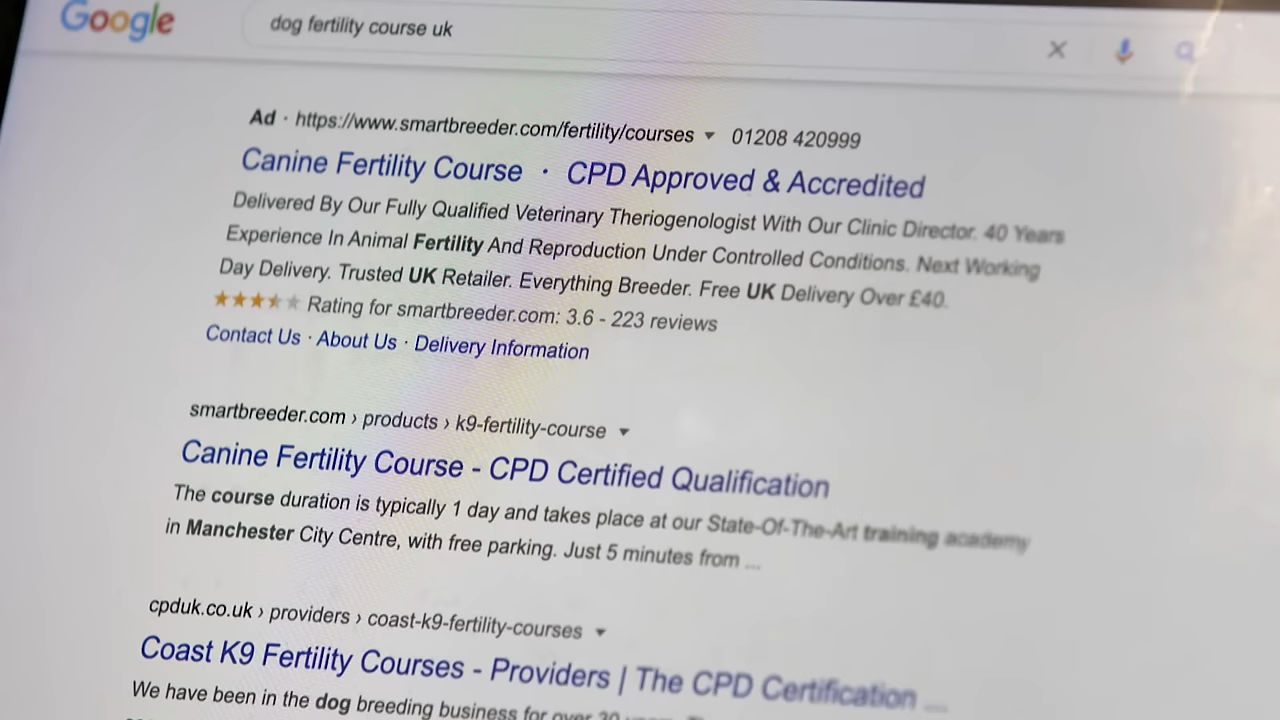 Google
dog fertility course uk
Ad · https://www.smartbreeder.com/fertility/courses 01208 420999
Canine Fertility Course · CPD Approved & Accredited
Delivered By Our Fully Qualified Veterinary Theriogenologist With Our Clinic Director. 40 Years
Experience In Animal Fertility And Reproduction Under Controlled Conditions. Next Working
Day Delivery. Trusted UK Retailer. Everything Breeder. Free UK Delivery Over £40.
Rating for smartbreeder.com: 3.6 - 223 reviews
Contact Us · About Us · Delivery Information
smartbreeder.com › products › k9-fertility-course
Canine Fertility Course - CPD Certified Qualification
The course duration is typically 1 day and takes place at our State-Of-The-Art training academy
in Manchester City Centre, with free parking. Just 5 minutes from ...
cpduk.co.uk › providers › coast-k9-fertility-courses
Coast K9 Fertility Courses - Providers | The CPD Certification ...
We have been in the dog breeding business for over